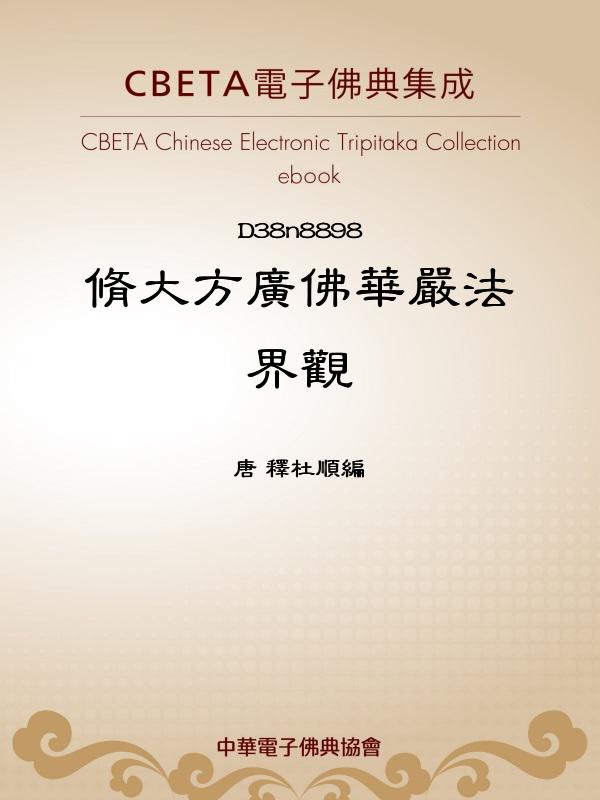 CBETA電子佛典集成
CBETA Chinese Electronic Tripitaka Collection
ebook
D38n8898
脩大方廣佛華嚴法
界觀
唐 釋杜順編
中華電子佛典協會